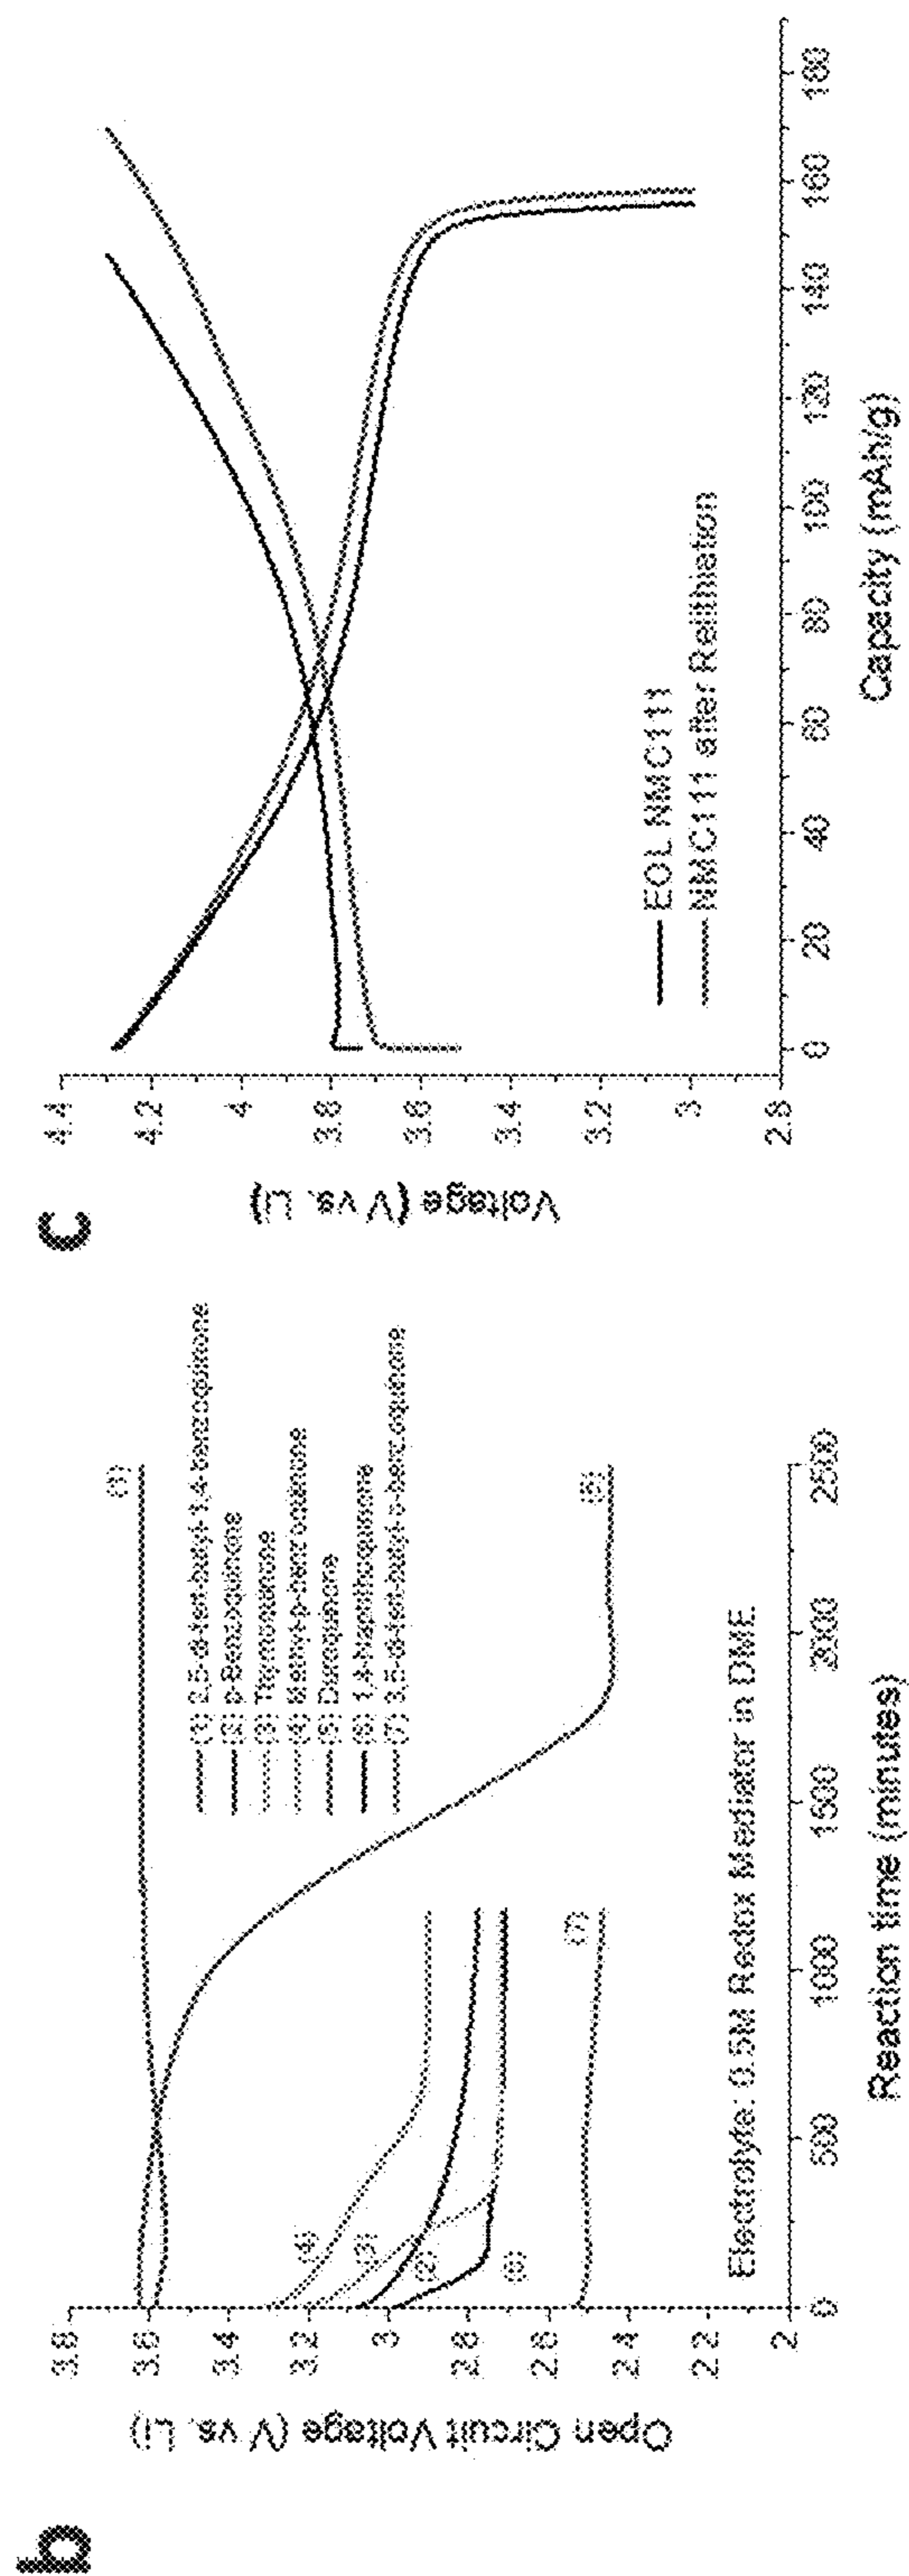 b
Open Circuit Voltage (V vs. Li)
3.8
3.6
3.4
3.2
3
2.8
2.6
2.4
2.2
2
0
500
1000
1500
2000
2500
Reaction time (minutes)
(1)
(4)
(3)
(2)
(6)
(7)
(1) 2,5-di-tert-butyl-1,4-benzoquinone
(2) p-Benzoquinone
(3) Thymoquinone
(4) Methyl-p-benzoquinone
(5) Duroquinone
(6) 1,4-Napthoquinone
(7) 3,5-di-tert-butyl-o-benzoquinone
Electrolyte: 0.5M Redox Mediator in DME
c
Voltage (V vs. Li)
4.4
4.2
4
3.8
3.6
3.4
3.2
3
2.8
0
20
40
60
80
100
120
140
160
180
Capacity (mAh/g)
EOL NMC111
NMC111 after Relithiation